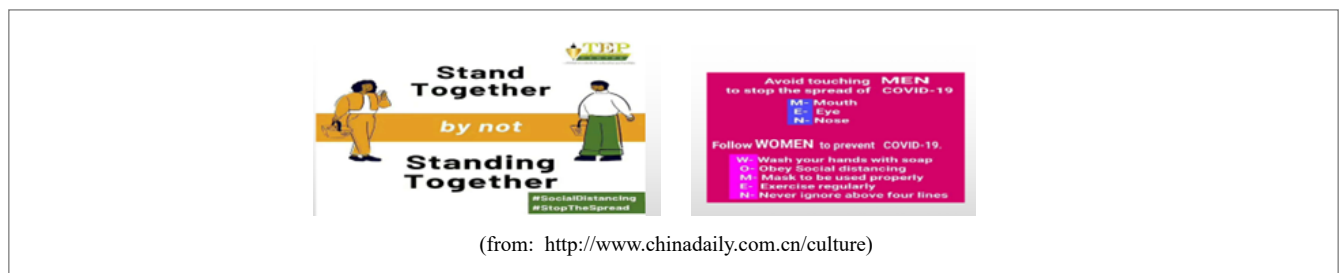 TEP
Stand
Together
by not
Standing
Together
#SocialDistancing
#StopTheSpread
Avoid touching MEN
to stop the spread of COVID-19
M- Mouth
E- Eye
N- Nose
Follow WOMEN to prevent COVID-19.
W- Wash your hands with soap
O- Obey Social distancing
M- Mask to be used properly
E- Exercise regularly
N- Never ignore above four lines
(from: http://www.chinadaily.com.cn/culture)